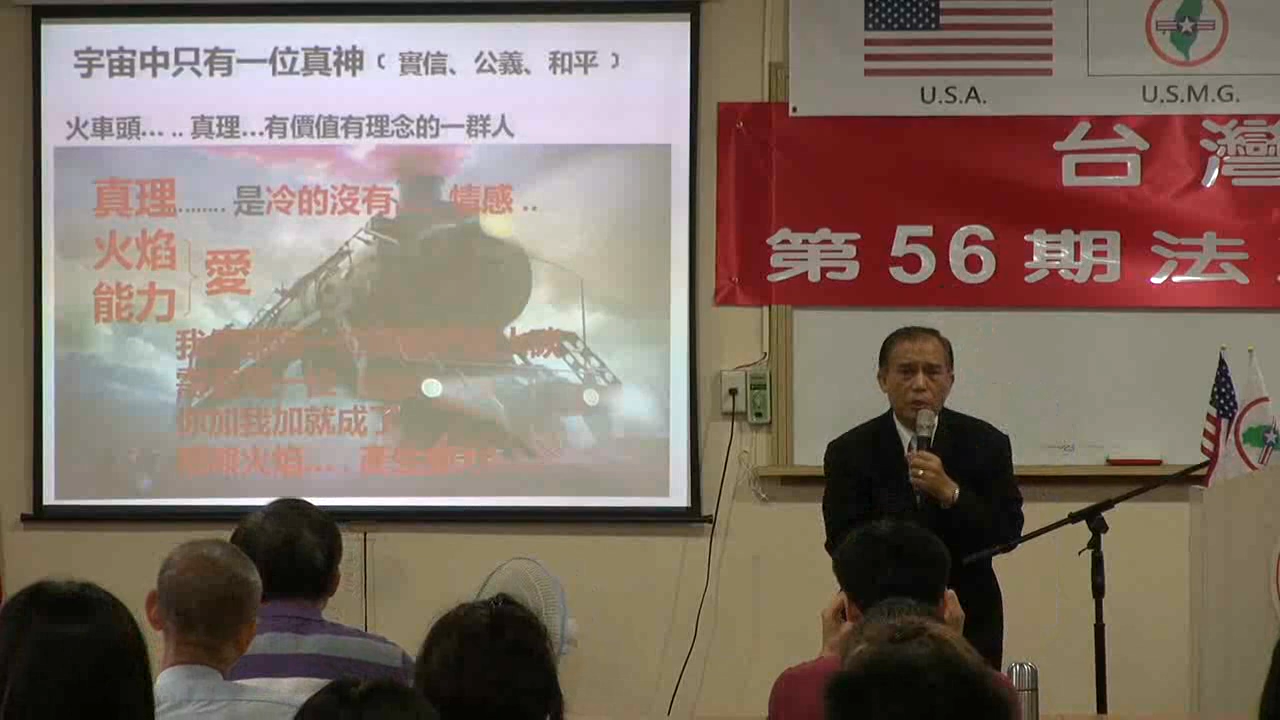 宇宙中只有一位真神﹝ 實信、公義、和平 ﹞
火車頭... .. 真理...有價值有理念的一群人
真理........ 是冷的沒有 情感 ..
火焰
能力
愛
你加我加就成了
火焰... .
U.S.A.
U.S.M.G.
台灣
第56期法